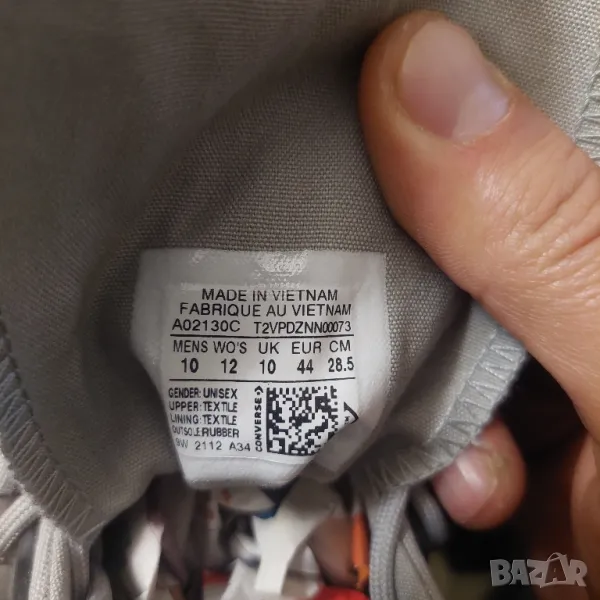 MADE IN VIETNAM
FABRIQUE AU VIETNAM
A02130C T2VPDZNN00073
MENS WO'S UK EUR CM
10 12 10 44 28.5
GENDER: UNISEX
UPPER: TEXTILE
LINING: TEXTILE
OUTSOLE: RUBBER
2112 A34
CONVERSE
BAZAR
.bg